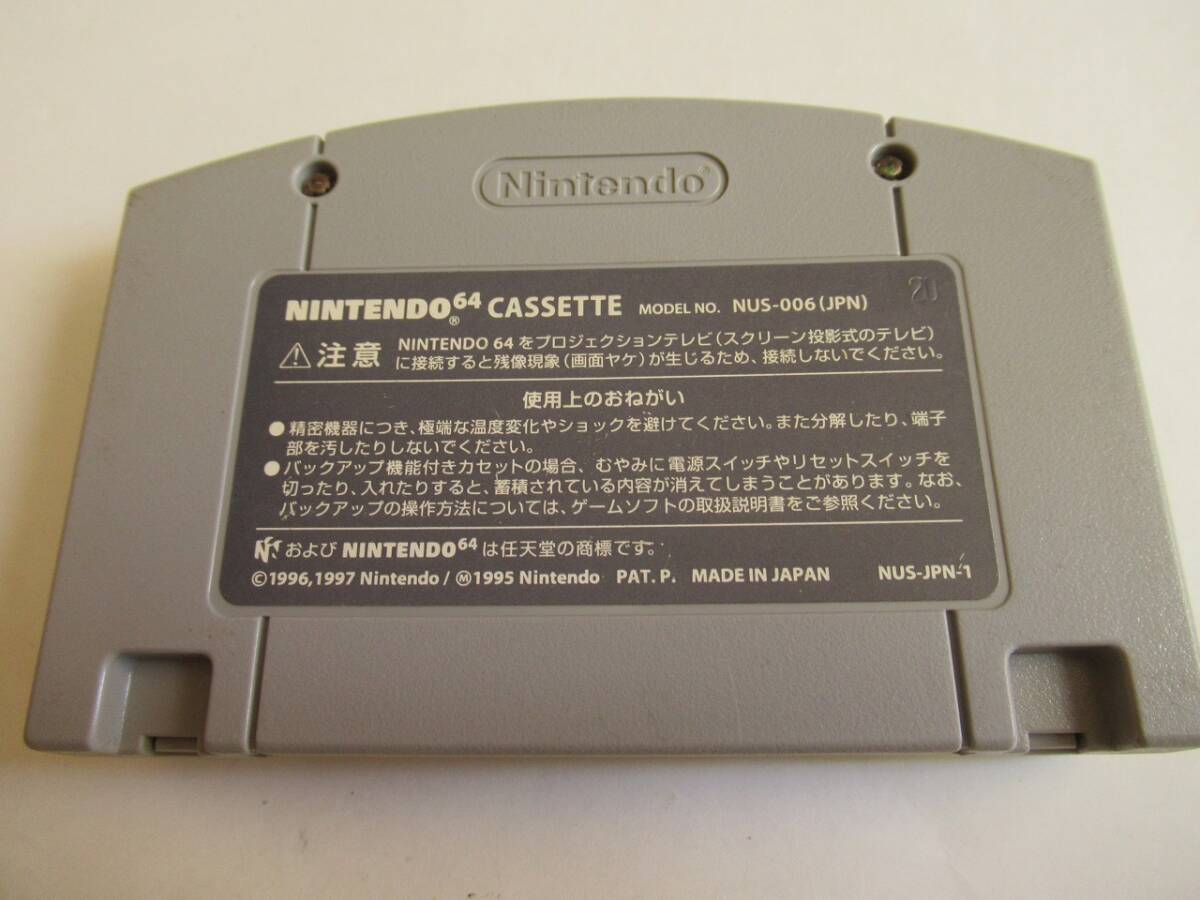 Nintendo®
NINTENDO64® CASSETTE MODEL NO. NUS-006(JPN) 20
注意 NINTENDO 64 をプロジェクションテレビ(スクリーン投影式のテレビ)
に接続すると残像現象(画面ヤケ)が生じるため、接続しないでください。
使用上のおねがい
●精密機器につき、極端な温度変化やショックを避けてください。また分解したり、端子
部を汚したりしないでください。
●バックアップ機能付きカセットの場合、むやみに電源スイッチやリセットスイッチを
切ったり、入れたりすると、蓄積されている内容が消えてしまうことがあります。なお、
バックアップの操作方法については、ゲームソフトの取扱説明書をご参照ください。
および NINTENDO64 は任天堂の商標です。
©1996,1997 Nintendo / Ⓜ1995 Nintendo PAT. P. MADE IN JAPAN NUS-JPN-1